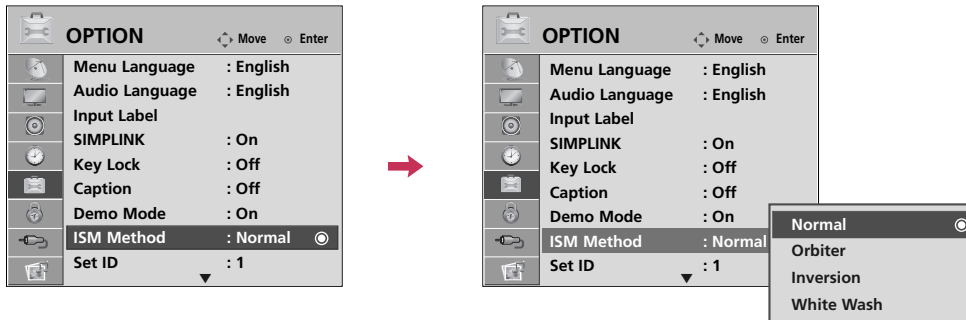 OPTION Move Enter
Menu Language : English
Audio Language : English
Input Label
SIMPLINK : On
Key Lock : Off
Caption : Off
Demo Mode : On
ISM Method : Normal
Set ID : 1
OPTION Move Enter
Menu Language : English
Audio Language : English
Input Label
SIMPLINK : On
Key Lock : Off
Caption : Off
Demo Mode : On
ISM Method : Normal
Set ID : 1
Normal
Orbiter
Inversion
White Wash